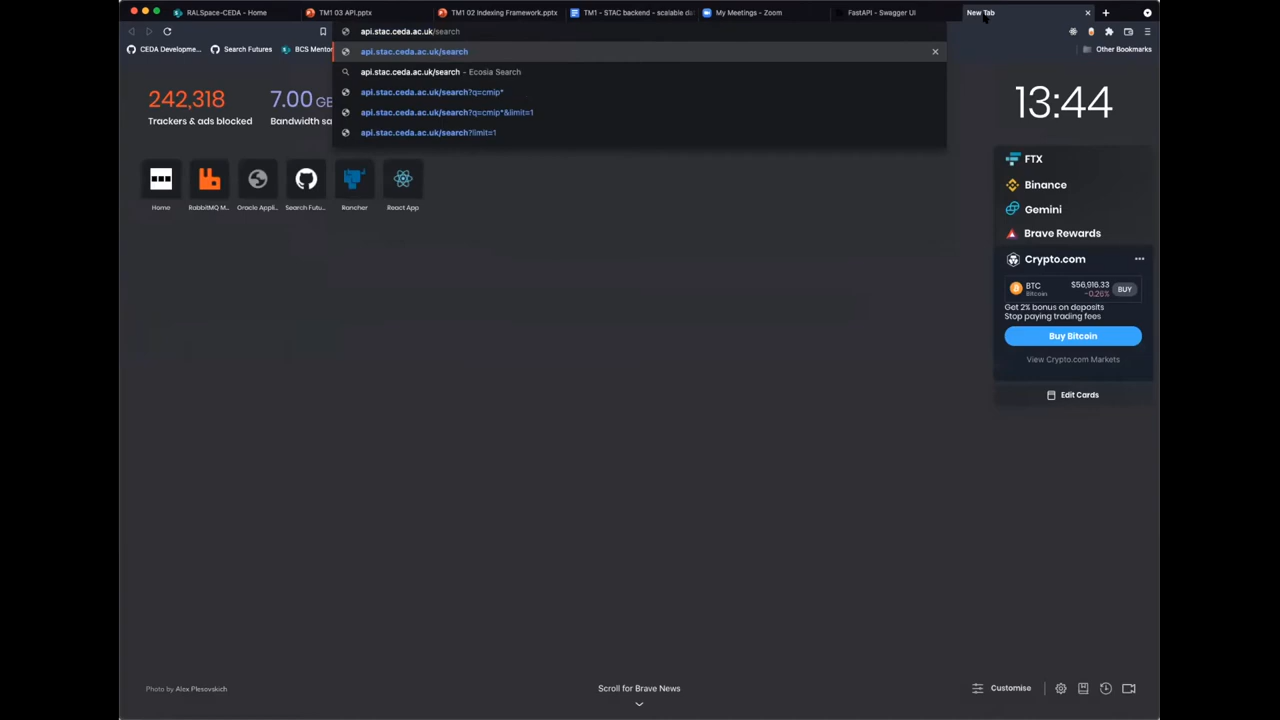 RALSpace-CEDA - Home
TM1 03 API.pptx
TM1 02 Indexing Framework.pptx
TM1 - STAC backend - scalable da
My Meetings - Zoom
FastAPI - Swagger UI
New Tab
api.stac.ceda.ac.uk/search
CEDA Developme...
Search Futures
BCS Mento
Other Bookmarks
api.stac.ceda.ac.uk/search
api.stac.ceda.ac.uk/search - Ecosia Search
api.stac.ceda.ac.uk/search?q=cmip*
api.stac.ceda.ac.uk/search?q=cmip*&limit=1
api.stac.ceda.ac.uk/search?limit=1
242,318
Trackers & ads blocked
7.00 GB
Bandwidth sa
13:44
Home
RabbitMQ M...
Oracle Appli...
Search Futu...
Rancher
React App
FTX
Binance
Gemini
Brave Rewards
Crypto.com
BTC
Bitcoin
$56,916.33
-0.26%
BUY
Get 2% bonus on deposits
Stop paying trading fees
Buy Bitcoin
View Crypto.com Markets
Edit Cards
Photo by Alex Plesovskich
Scroll for Brave News
Customise